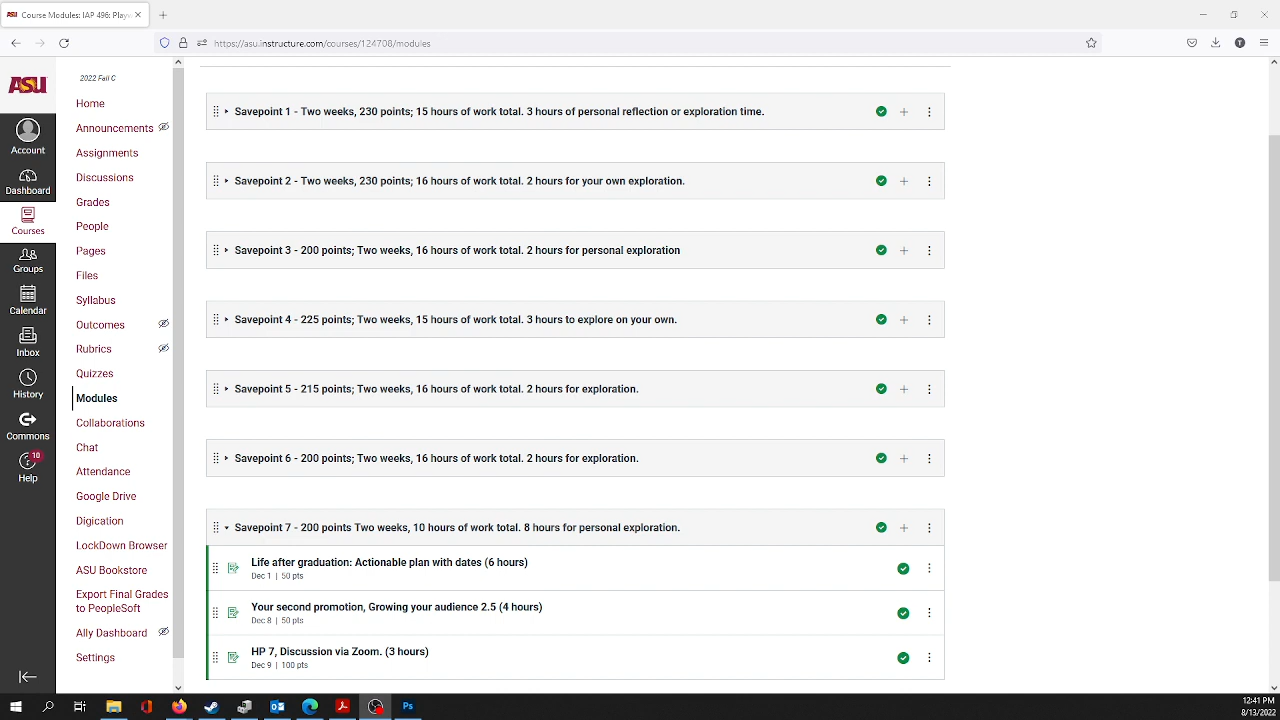 ASU Course Modules: IAP 496: Play
https://asu.instructure.com/courses/124708/modules
ASU
Account
Dashboard
Courses
Groups
Calendar
Inbox
History
Commons
10
Help
2022 Fall C
Home
Announcements
Assignments
Discussions
Grades
People
Pages
Files
Syllabus
Outcomes
Rubrics
Quizzes
Modules
Collaborations
Chat
Attendance
Google Drive
Digication
LockDown Browser
ASU Bookstore
Export Final Grades
to PeopleSoft
Ally Dashboard
Settings
Savepoint 1 - Two weeks, 230 points; 15 hours of work total. 3 hours of personal reflection or exploration time.
Savepoint 2 - Two weeks, 230 points; 16 hours of work total. 2 hours for your own exploration.
Savepoint 3 - 200 points; Two weeks, 16 hours of work total. 2 hours for personal exploration
Savepoint 4 - 225 points; Two weeks, 15 hours of work total. 3 hours to explore on your own.
Savepoint 5 - 215 points; Two weeks, 16 hours of work total. 2 hours for exploration.
Savepoint 6 - 200 points; Two weeks, 16 hours of work total. 2 hours for exploration.
Savepoint 7 - 200 points Two weeks, 10 hours of work total. 8 hours for personal exploration.
Life after graduation: Actionable plan with dates (6 hours)
Dec 1 | 50 pts
Your second promotion, Growing your audience 2.5 (4 hours)
Dec 8 | 50 pts
HP 7, Discussion via Zoom. (3 hours)
Dec 9 | 100 pts
Ps
12:41 PM
8/13/2022